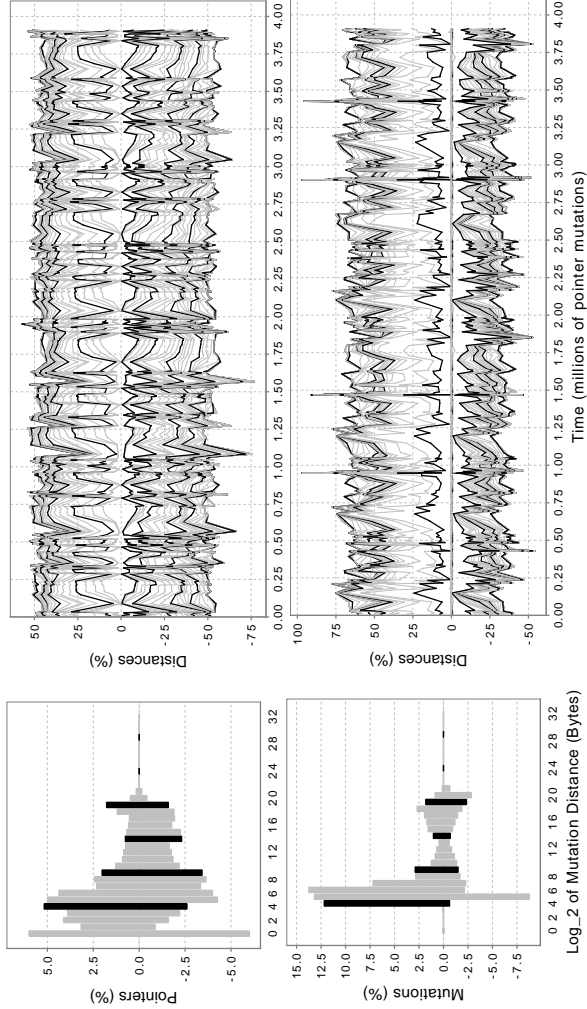 Pointers (%)
5.0
2.5
0.0
-2.5
-5.0
0 4 8 12 16 20 24 28 32
Distances (%)
50
25
0
-25
-50
-75
0.00 0.25 0.50 0.75 1.00 1.25 1.50 1.75 2.00 2.25 2.50 2.75 3.00 3.25 3.50 3.75 4.00
Mutations (%)
15.0
12.5
10.0
7.5
5.0
2.5
0.0
-2.5
-5.0
-7.5
0 4 8 12 16 20 24 28 32
Log_2 of Mutation Distance (Bytes)
Distances (%)
100
75
50
25
0
-25
-50
0.00 0.25 0.50 0.75 1.00 1.25 1.50 1.75 2.00 2.25 2.50 2.75 3.00 3.25 3.50 3.75 4.00
Time (millions of pointer mutations)